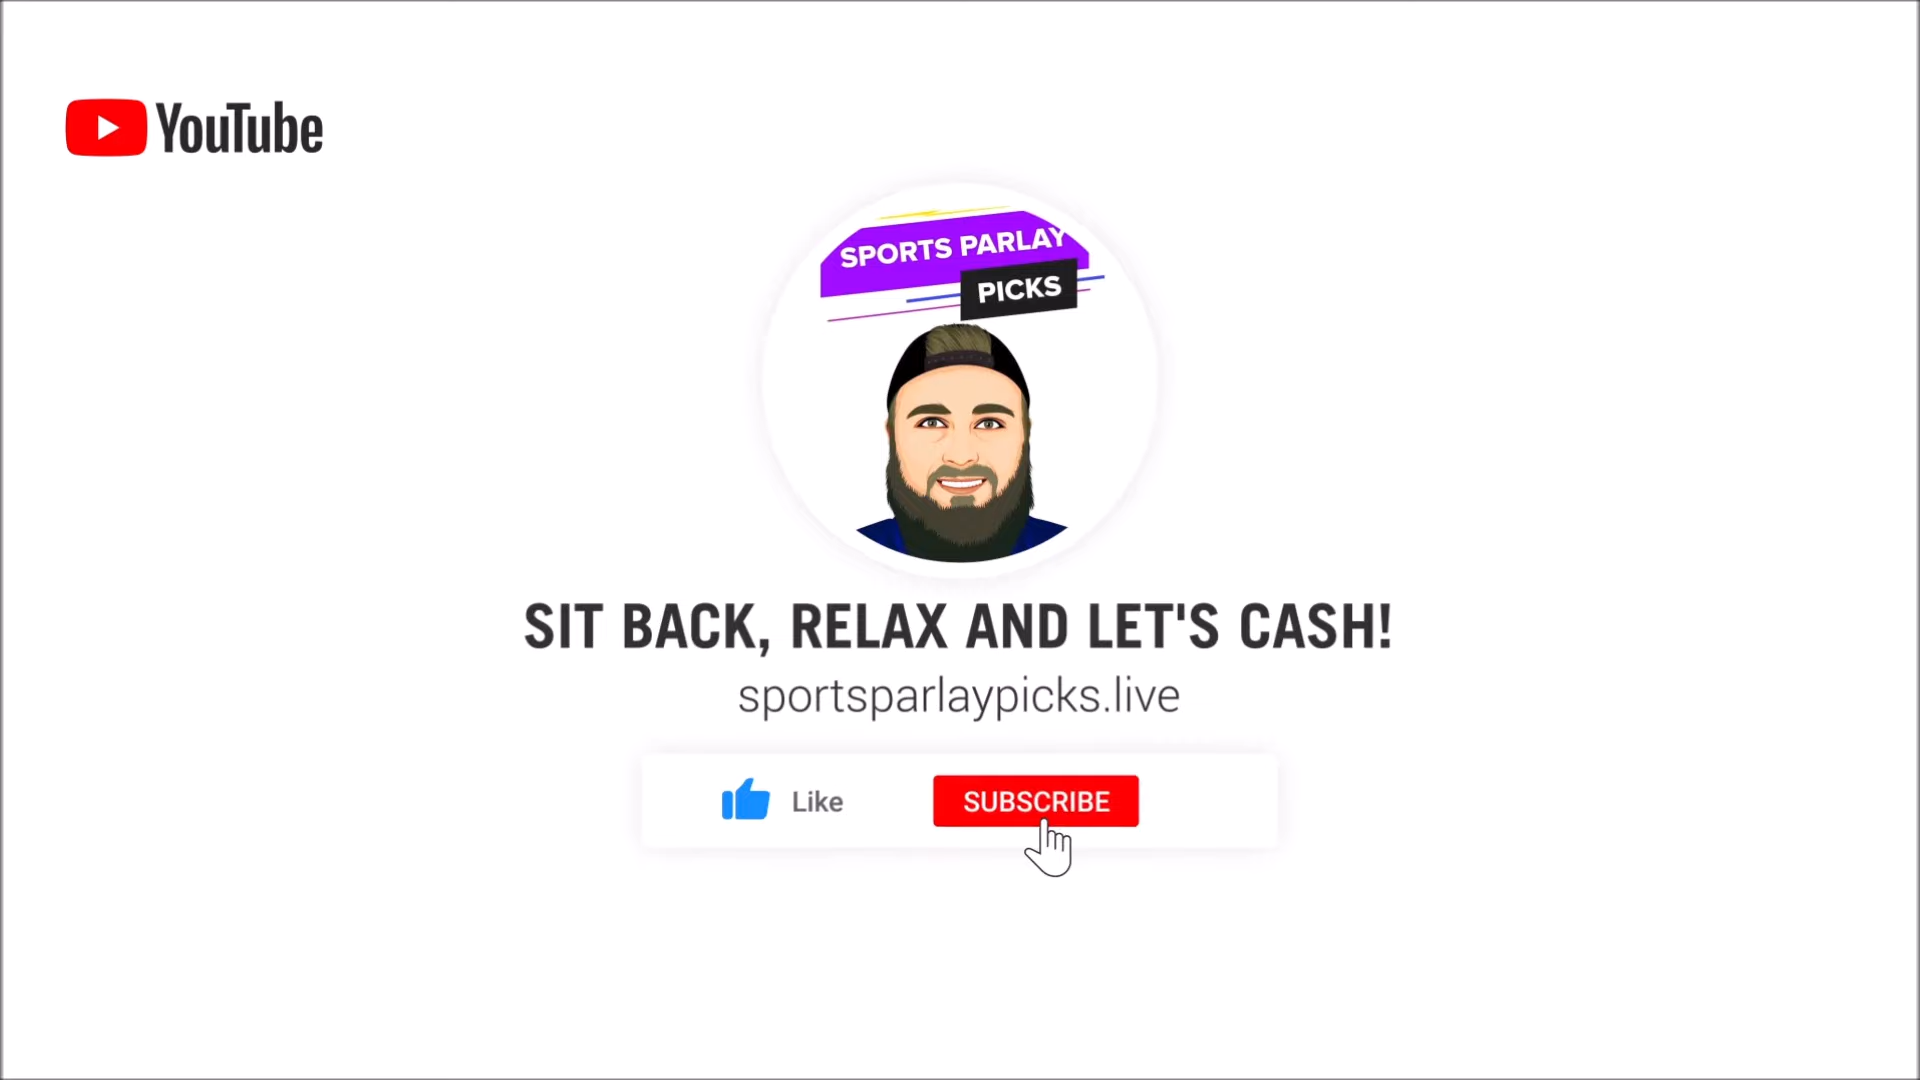 YouTube
SPORTS PARLAY
PICKS
SIT BACK, RELAX AND LET'S CASH!
sportsparlaypicks.live
Like
SUBSCRIBE